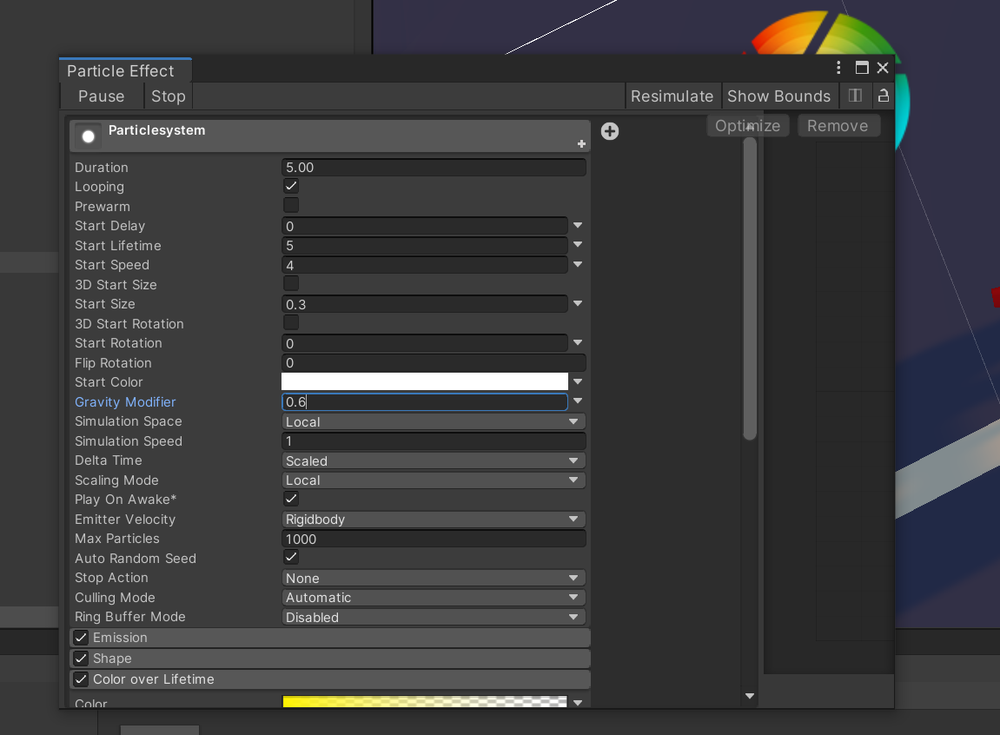 Particle Effect
Pause Stop Resimulate Show Bounds
Particlesystem
Optimize Remove
Duration 5.00
Looping
Prewarm
Start Delay 0
Start Lifetime 5
Start Speed 4
3D Start Size
Start Size 0.3
3D Start Rotation
Start Rotation 0
Flip Rotation 0
Start Color
Gravity Modifier 0.6
Simulation Space Local
Simulation Speed 1
Delta Time Scaled
Scaling Mode Local
Play On Awake*
Emitter Velocity Rigidbody
Max Particles 1000
Auto Random Seed
Stop Action None
Culling Mode Automatic
Ring Buffer Mode Disabled
Emission
Shape
Color over Lifetime
Color